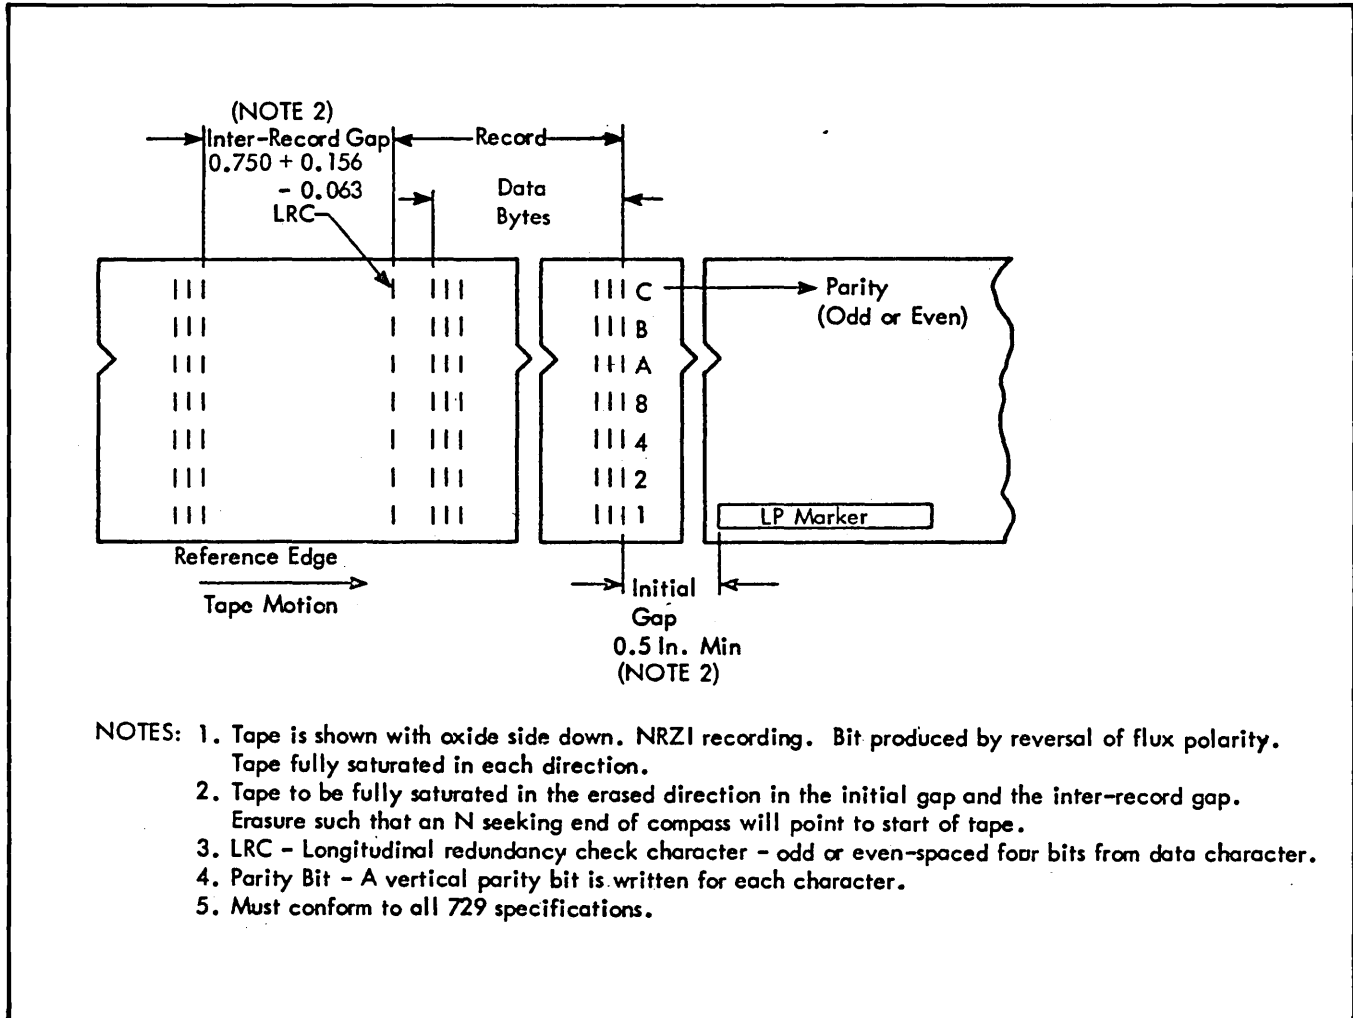 (NOTE 2)
Inter-Record Gap
0.750 + 0.156
- 0.063
LRC
Record
Data
Bytes
C
B
A
8
4
2
1
Parity
(Odd or Even)
LP Marker
Reference Edge
Tape Motion
Initial
Gap
0.5 In. Min
(NOTE 2)
NOTES: 1. Tape is shown with oxide side down. NRZI recording. Bit produced by reversal of flux polarity.
Tape fully saturated in each direction.
2. Tape to be fully saturated in the erased direction in the initial gap and the inter-record gap.
Erasure such that an N seeking end of compass will point to start of tape.
3. LRC - Longitudinal redundancy check character - odd or even-spaced four bits from data character.
4. Parity Bit - A vertical parity bit is written for each character.
5. Must conform to all 729 specifications.